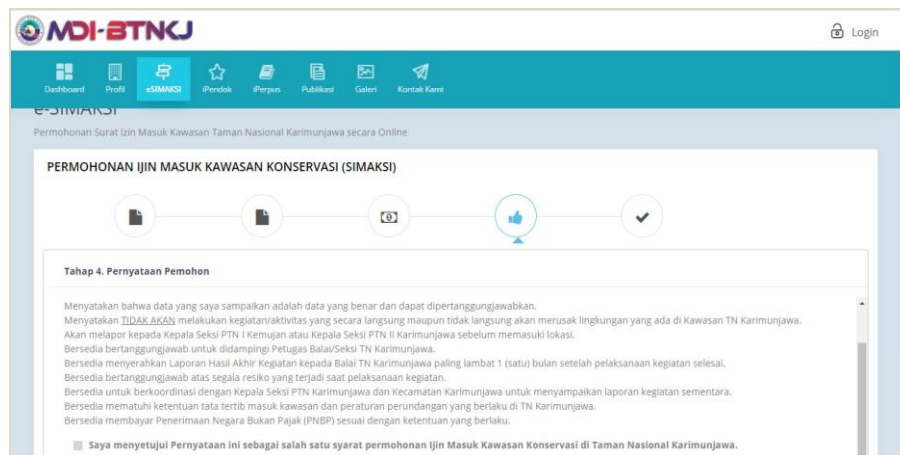 MDI-BTNKJ
Login
Dashboard
Profil
eSIMAKSI
iPendok
iPerpus
Publikasi
Galeri
Kontak Kami
e-SIMAKSI
Permohonan Surat Izin Masuk Kawasan Taman Nasional Karimunjawa secara Online
PERMOHONAN IJIN MASUK KAWASAN KONSERVASI (SIMAKSI)
Tahap 4. Pernyataan Pemohon
Menyatakan bahwa data yang saya sampaikan adalah data yang benar dan dapat dipertanggungjawabkan.
Menyatakan TIDAK AKAN melakukan kegiatan/aktivitas yang secara langsung maupun tidak langsung akan merusak lingkungan yang ada di Kawasan TN Karimunjawa.
Akan melapor kepada Kepala Seksi PTN I Kemujan atau Kepala Seksi PTN II Karimunjawa sebelum memasuki lokasi.
Bersedia bertanggungjawab untuk didampingi Petugas Balai/Seksi TN Karimunjawa.
Bersedia menyerahkan Laporan Hasil Akhir Kegiatan kepada Balai TN Karimunjawa paling lambat 1 (satu) bulan setelah pelaksanaan kegiatan selesai.
Bersedia bertanggungjawab atas segala resiko yang terjadi saat pelaksanaan kegiatan.
Bersedia untuk berkoordinasi dengan Kepala Seksi PTN Karimunjawa dan Kecamatan Karimunjawa untuk menyampaikan laporan kegiatan sementara.
Bersedia mematuhi ketentuan tata tertib masuk kawasan dan peraturan perundangan yang berlaku di TN Karimunjawa.
Bersedia membayar Penerimaan Negara Bukan Pajak (PNBP) sesuai dengan ketentuan yang berlaku.
Saya menyetujui Pernyataan ini sebagai salah satu syarat permohonan Ijin Masuk Kawasan Konservasi di Taman Nasional Karimunjawa.